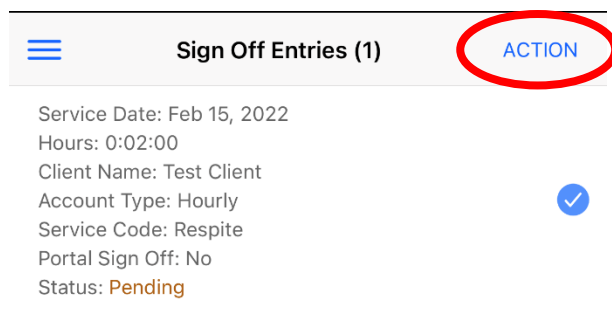 Sign Off Entries (1) ACTION
Service Date: Feb 15, 2022
Hours: 0:02:00
Client Name: Test Client
Account Type: Hourly
Service Code: Respite
Portal Sign Off: No
Status: Pending